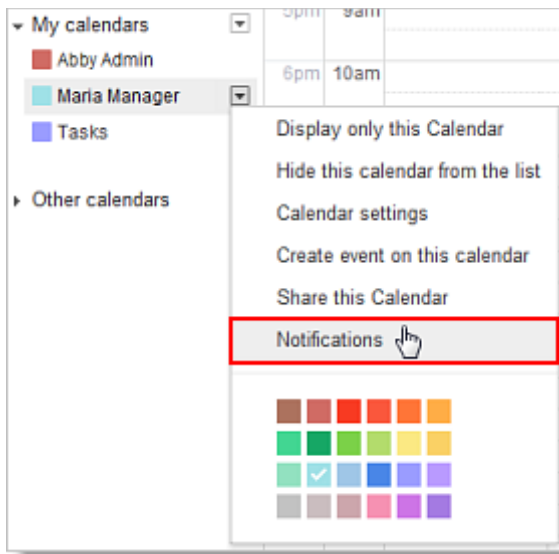 My calendars
5pm 9am
Abby Admin
6pm 10am
Maria Manager
Tasks
Other calendars
Display only this Calendar
Hide this calendar from the list
Calendar settings
Create event on this calendar
Share this Calendar
Notifications